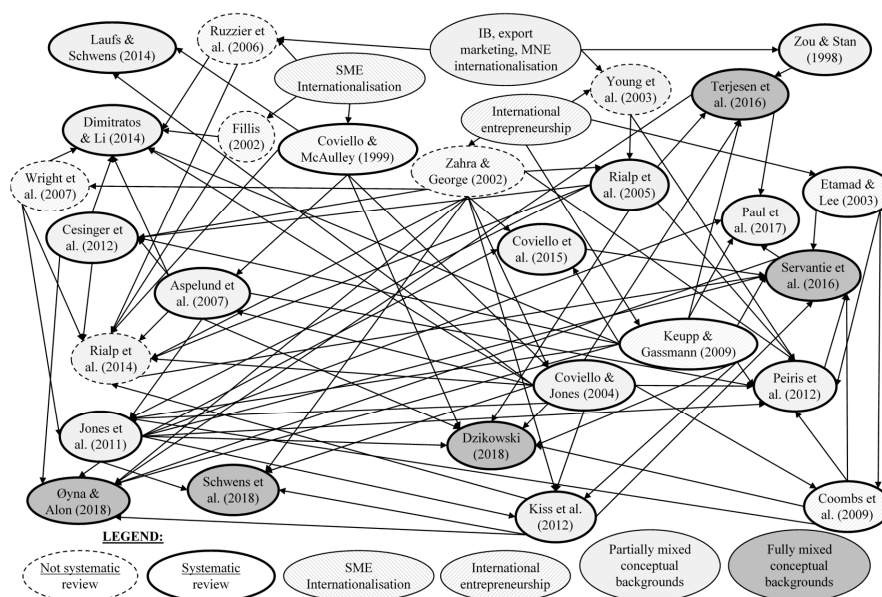 Laufs &
Schwens
(2014)
Ruzzier
et al.
(2006)
IB, export
marketing, MNE
internationalisation
Zou & Stan
(1998)
SME
Internationalisation
Young et al.
(2003)
Terjesen et al.
(2016)
Dimitratos
& Li (2014)
Fillis
(2002)
International
entrepreneurship
Coviello &
McAulley (1999)
Zahra &
George (2002)
Rialp et al.
(2005)
Etamad &
Lee (2003)
Wright et
al. (2007)
Paul et
al. (2017)
Cesinger et
al. (2012)
Coviello et
al. (2015)
Servantie et
al. (2016)
Aspelund et
al. (2007)
Keupp &
Gassmann (2009)
Rialp et
al. (2014)
Coviello &
Jones (2004)
Peiris et
al. (2012)
Jones et al.
(2011)
Dzikowski
(2018)
Øyna &
Alon (2018)
Schwens et
al. (2018)
Kiss et al.
(2012)
Coombs et
al. (2009)
LEGEND:
Not systematic
review
Systematic
review
SME
Internationalisation
International
entrepreneurship
Partially mixed
conceptual
backgrounds
Fully mixed
conceptual
backgrounds